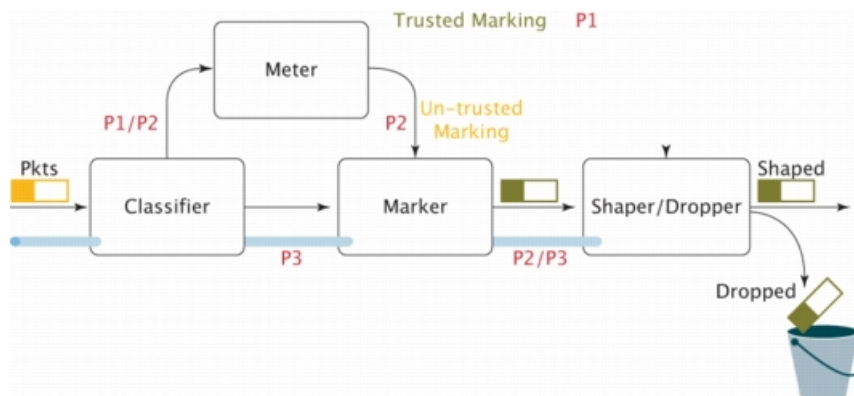 Trusted Marking P1
Meter
P1/P2
P2
Un-trusted
Marking
Pkts
Classifier
Marker
Shaper/Dropper
Shaped
P3
P2/P3
Dropped